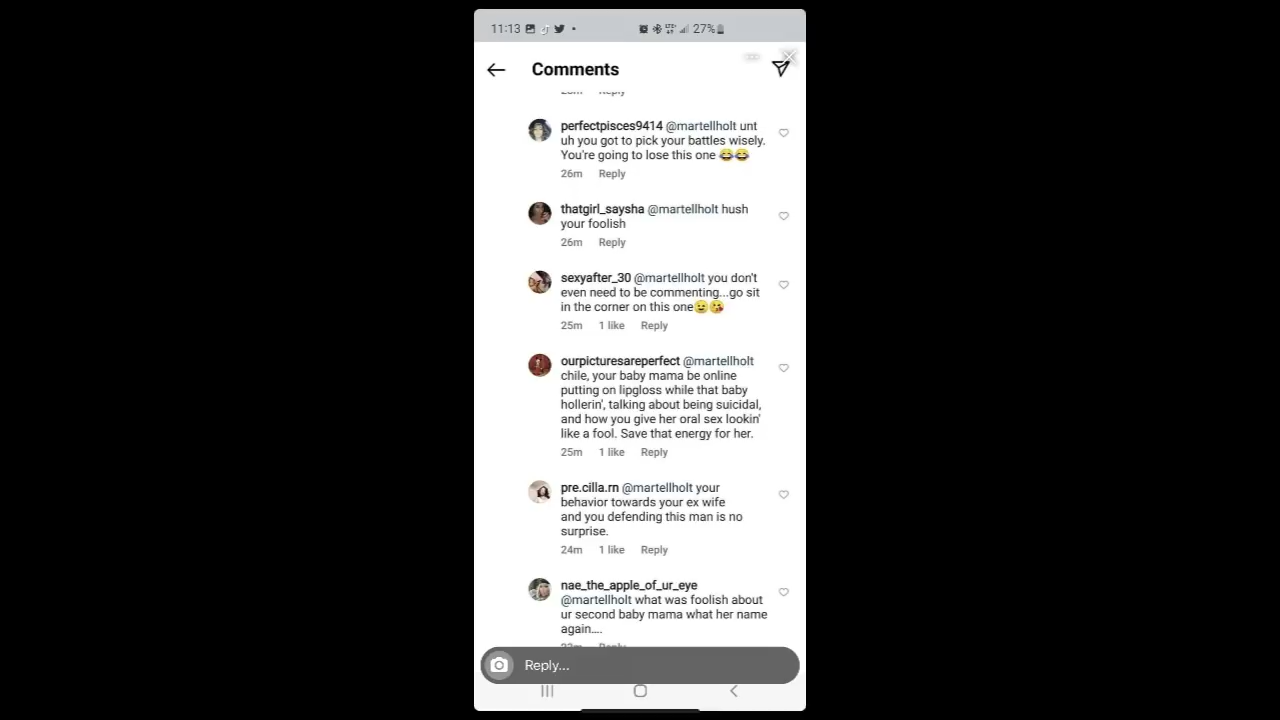 11:13
27%
Comments
Reply
perfectpisces9414 @martellholt unt
uh you got to pick your battles wisely.
You're going to lose this one 😂😂
26m Reply
thatgirl_saysha @martellholt hush
your foolish
26m Reply
sexyafter_30 @martellholt you don't
even need to be commenting...go sit
in the corner on this one😉😘
25m 1 like Reply
ourpicturesareperfect @martellholt
chile, your baby mama be online
putting on lipgloss while that baby
hollerin', talking about being suicidal,
and how you give her oral sex lookin'
like a fool. Save that energy for her.
25m 1 like Reply
pre.cilla.rn @martellholt your
behavior towards your ex wife
and you defending this man is no
surprise.
24m 1 like Reply
nae_the_apple_of_ur_eye
@martellholt what was foolish about
ur second baby mama what her name
again....
Reply
Reply...